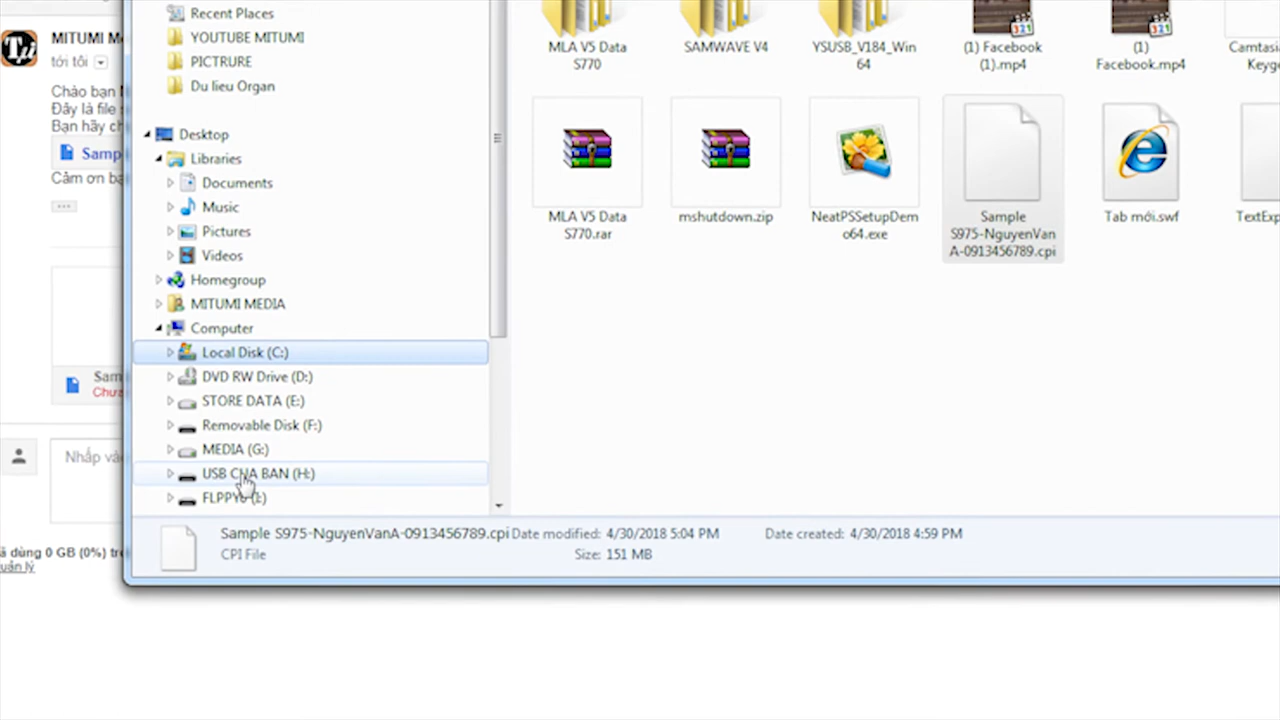 MITUMI M
tới tôi
Chào bạn
Đây là file
Bạn hãy ch
Samp
Cảm ơn bạ
Sam
Chưa
Nhấp vào
ã dùng 0 GB (0%) tr
uản lý
Recent Places
YOUTUBE MITUMI
PICTRURE
Du lieu Organ
Desktop
Libraries
Documents
Music
Pictures
Videos
Homegroup
MITUMI MEDIA
Computer
Local Disk (C:)
DVD RW Drive (D:)
STORE DATA (E:)
Removable Disk (F:)
MEDIA (G:)
USB CUA BAN (H:)
MLA V5 Data
S770
SAMWAVE V4
YSUSB_V184_Win
64
(1) Facebook
(1).mp4
(1)
Facebook.mp4
Camtasia
Keyge
MLA V5 Data
S770.rar
mshutdown.zip
NeatPSSetupDem
o64.exe
Sample
S975-NguyenVan
A-0913456789.cpi
Tab mới.swf
TextExp
Sample S975-NguyenVanA-0913456789.cpi Date modified: 4/30/2018 5:04 PM Date created: 4/30/2018 4:59 PM
CPI File Size: 151 MB